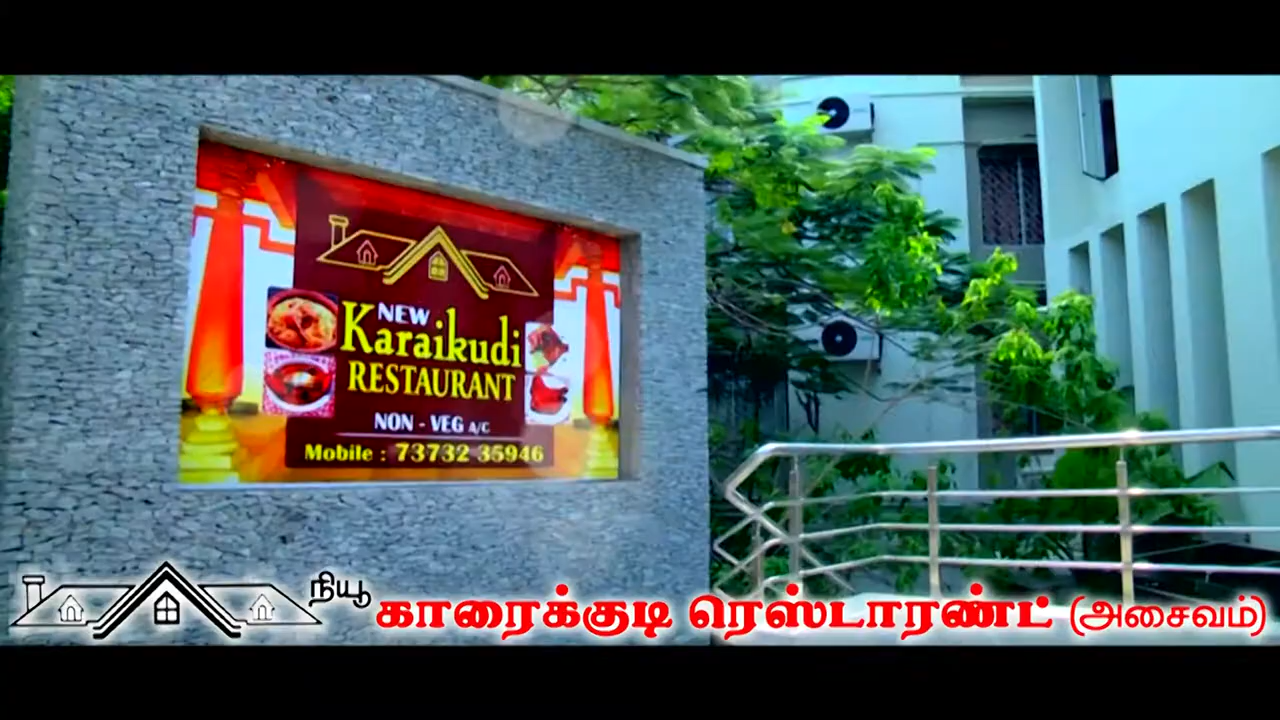 NEW
Karaikudi
RESTAURANT
NON - VEG A/C
Mobile : 73732 35946
நியூ காரைக்குடி ரெஸ்டாரண்ட் (அசைவம்)